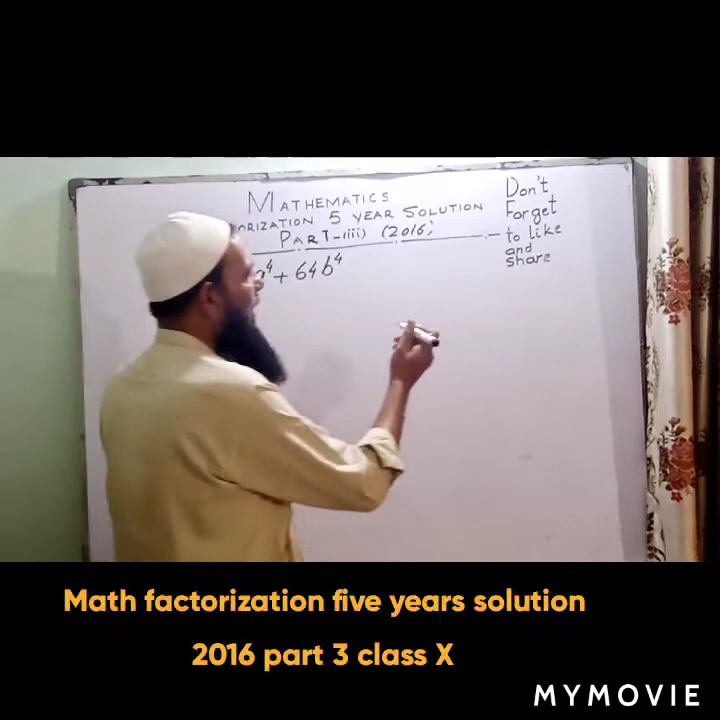 MATHEMATICS
ORIZATION 5 YEAR SOLUTION
PART-(iii) (2016)
a⁴ + 64b⁴
Don't
Forget
to like
and
share
Math factorization five years solution
2016 part 3 class X
MYMOVIE